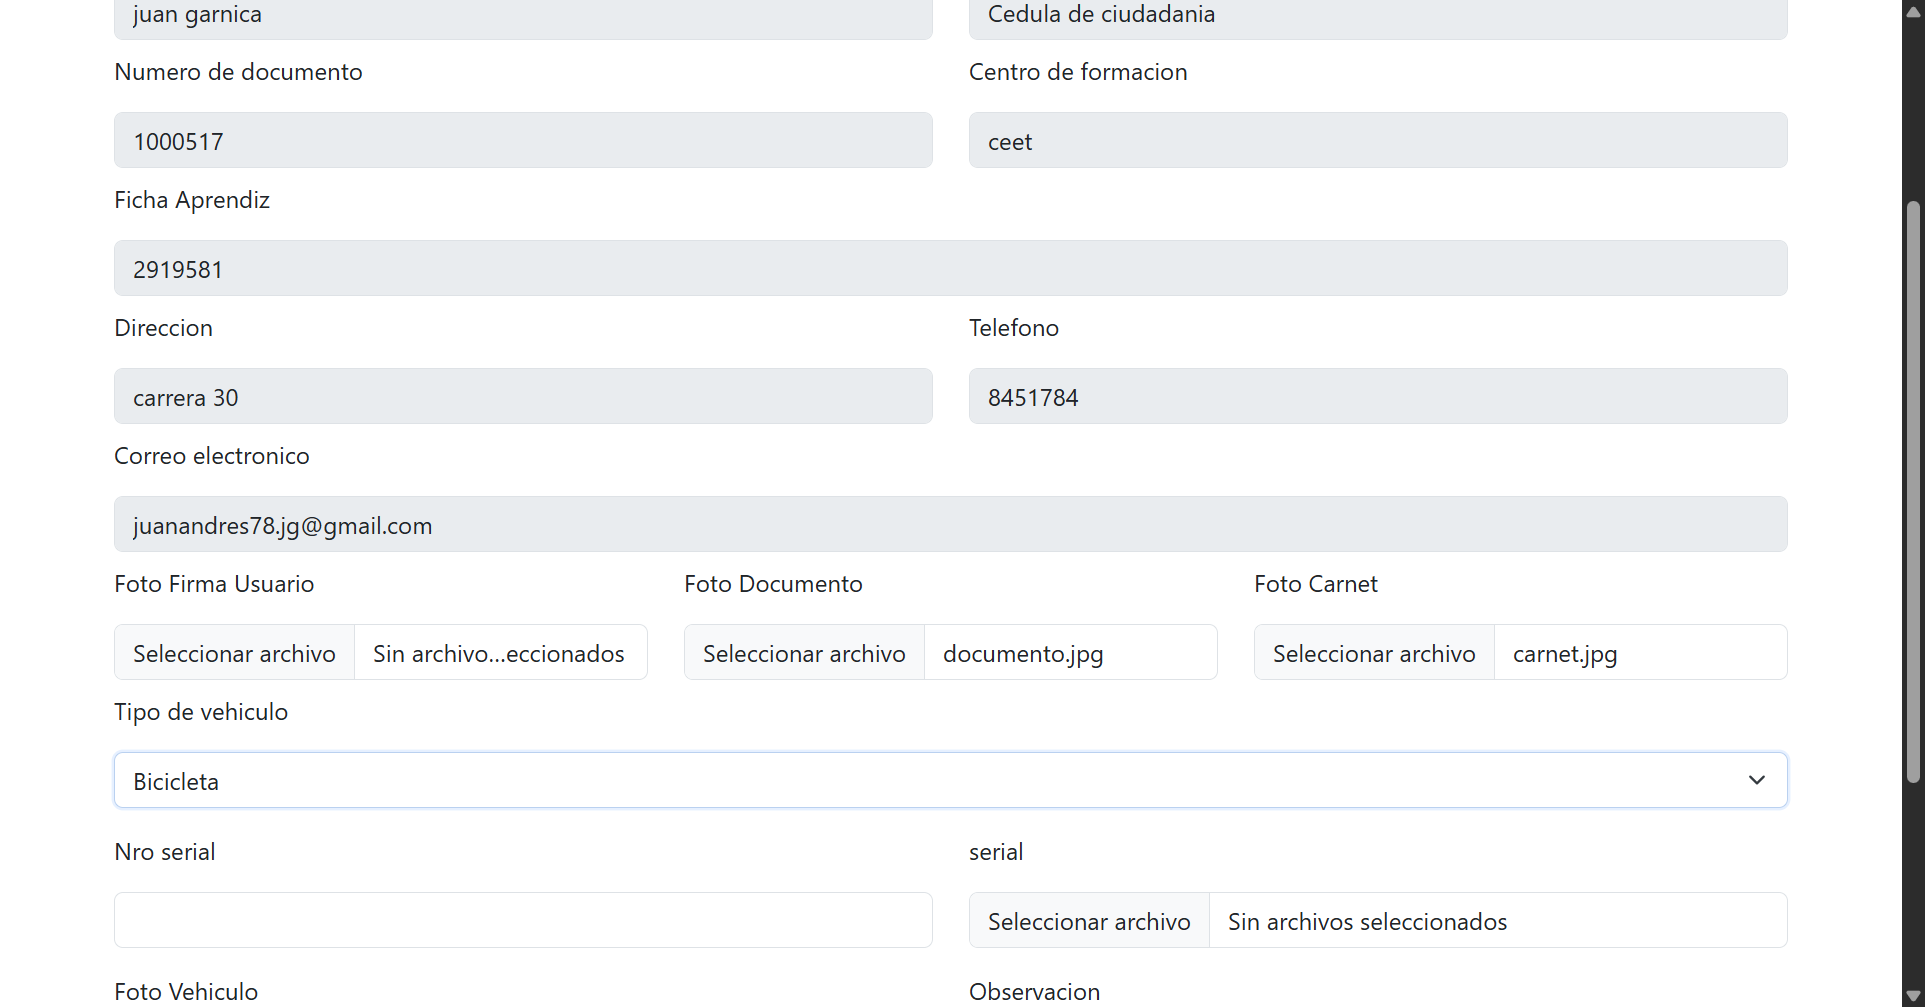 juan garnica
Cedula de ciudadania
Numero de documento
Centro de formacion
1000517
ceet
Ficha Aprendiz
2919581
Direccion
Telefono
carrera 30
8451784
Correo electronico
juanandres78.jg@gmail.com
Foto Firma Usuario
Foto Documento
Foto Carnet
Seleccionar archivo Sin archivo...eccionados
Seleccionar archivo documento.jpg
Seleccionar archivo carnet.jpg
Tipo de vehiculo
Bicicleta
Nro serial
serial
Seleccionar archivo Sin archivos seleccionados
Foto Vehiculo
Observacion